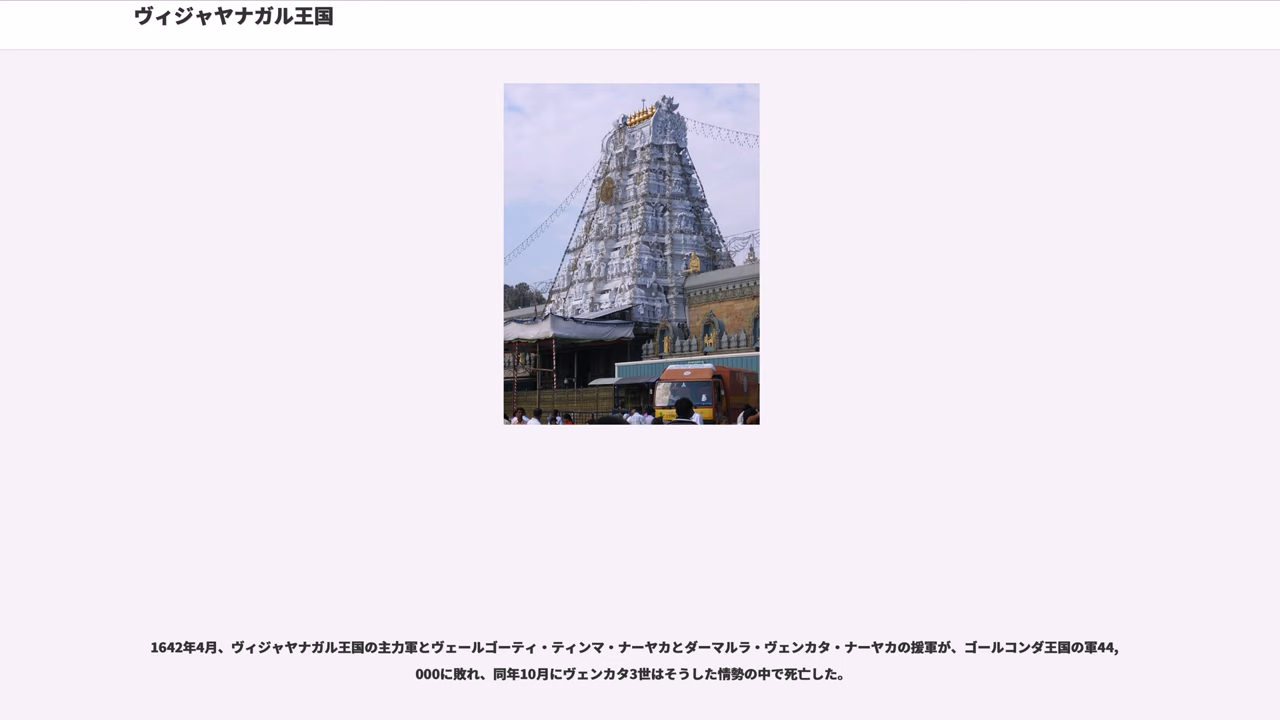 ヴィジャヤナガル王国
1642年4月、ヴィジャヤナガル王国の主力軍とヴェールゴーティ・ティンマ・ナーヤカとダーマルラ・ヴェンカタ・ナーヤカの援軍が、ゴールコンダ王国の軍44,
000に敗れ、同年10月にヴェンカタ3世はそうした情勢の中で死亡した。